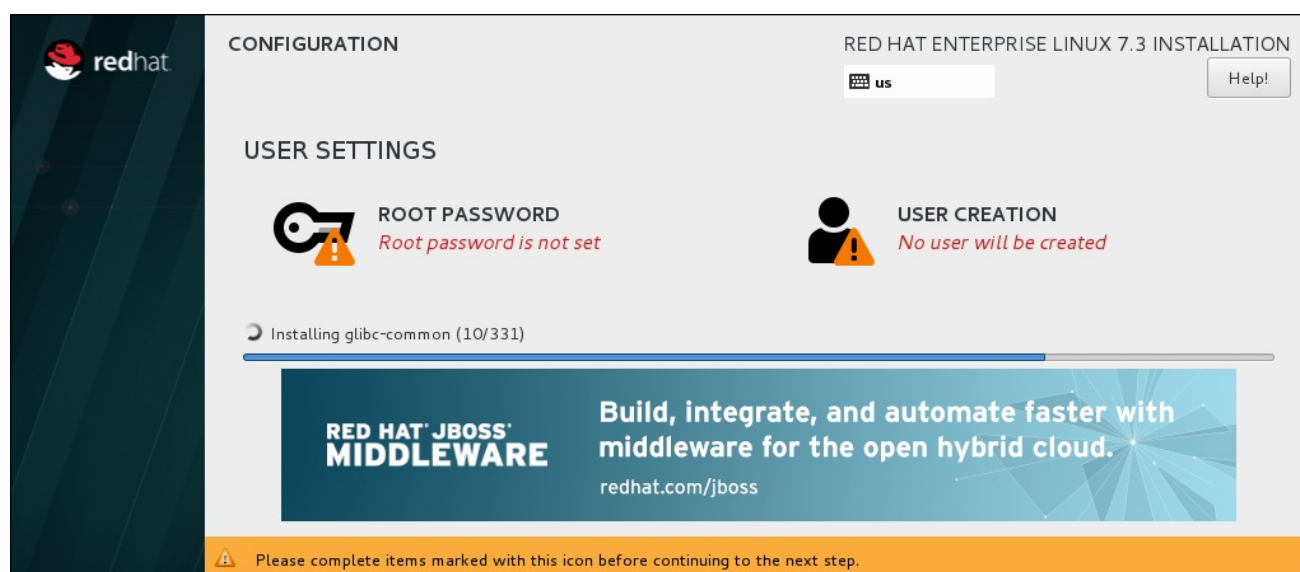 redhat.
CONFIGURATION
RED HAT ENTERPRISE LINUX 7.3 INSTALLATION
us
Help!
USER SETTINGS
ROOT PASSWORD
Root password is not set
USER CREATION
No user will be created
Installing glibc-common (10/331)
RED HAT® JBOSS®
MIDDLEWARE
Build, integrate, and automate faster with
middleware for the open hybrid cloud.
redhat.com/jboss
Please complete items marked with this icon before continuing to the next step.